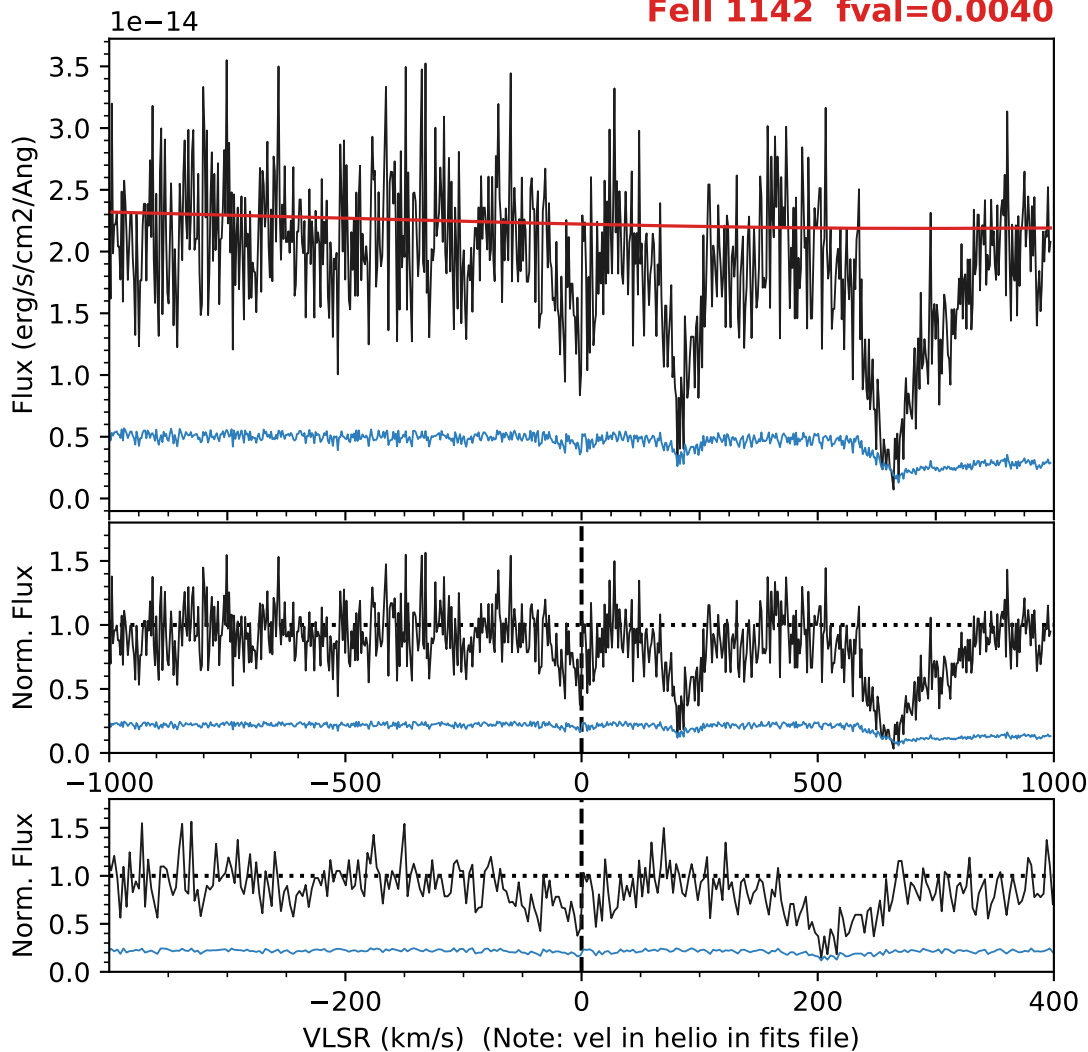 1e−14
FeII 1142 fval=0.0040
3.5
3.0
2.5
2.0
1.5
1.0
0.5
0.0
Flux (erg/s/cm2/Ang)
1.5
1.0
0.5
0.0
Norm. Flux
−1000 −500 0 500 1000
1.5
1.0
0.5
0.0
Norm. Flux
−200 0 200 400
VLSR (km/s) (Note: vel in helio in fits file)